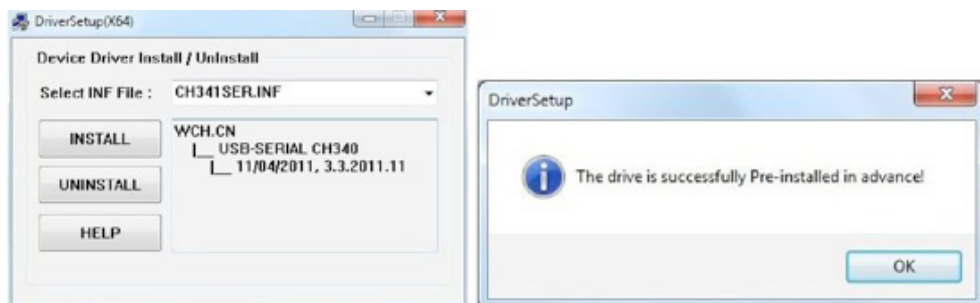 DriverSetup(X64)
Device Driver Install / UnInstall
Select INF File :
CH341SER.INF
INSTALL
UNINSTALL
HELP
WCH.CN
|__ USB-SERIAL CH340
|__ 11/04/2011, 3.3.2011.11
DriverSetup
The drive is successfully Pre-installed in advance!
OK